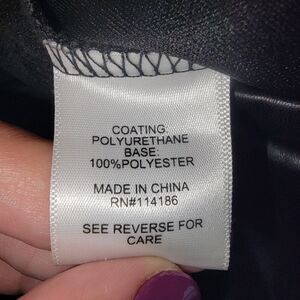 COATING:
POLYURETHANE
BASE:
100%POLYESTER
MADE IN CHINA
RN#114186
SEE REVERSE FOR
CARE